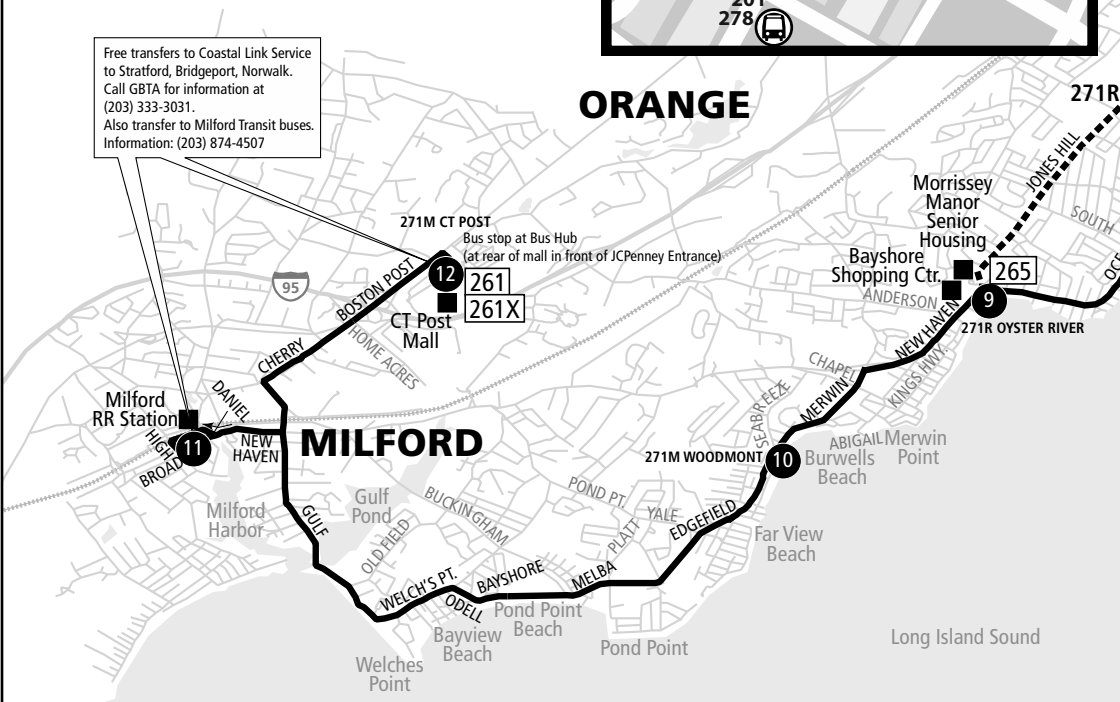 201
278
Free transfers to Coastal Link Service
to Stratford, Bridgeport, Norwalk.
Call GBTA for information at
(203) 333-3031.
Also transfer to Milford Transit buses.
Information: (203) 874-4507
ORANGE
271R
JONES HILL
SOUTH
Morrissey
Manor
Senior
Housing
Bayshore
Shopping Ctr.
265
9
271R OYSTER RIVER
ANDERSON
NEW HAVEN
KINGS HWY.
271M CT POST
Bus stop at Bus Hub
(at rear of mall in front of JCPenney Entrance)
12
261
261X
CT Post
Mall
95
BOSTON POST
HOME ACRES
CHERRY
CHAPEL
MERWIN
SEABREEZE
Milford
RR Station
DANIEL
HIGH
BROAD
11
NEW
HAVEN
MILFORD
271M WOODMONT
10
ABIGAIL
Merwin
Point
Burwells
Beach
Milford
Harbor
Gulf
Pond
GULF
OLD FIELD
BUCKINGHAM
POND PT.
YALE
PLATT
EDGEFIELD
Far View
Beach
WELCH'S PT.
ODELL
BAYSHORE
MELBA
Pond Point
Beach
Bayview
Beach
Pond Point
Welches
Point
Long Island Sound